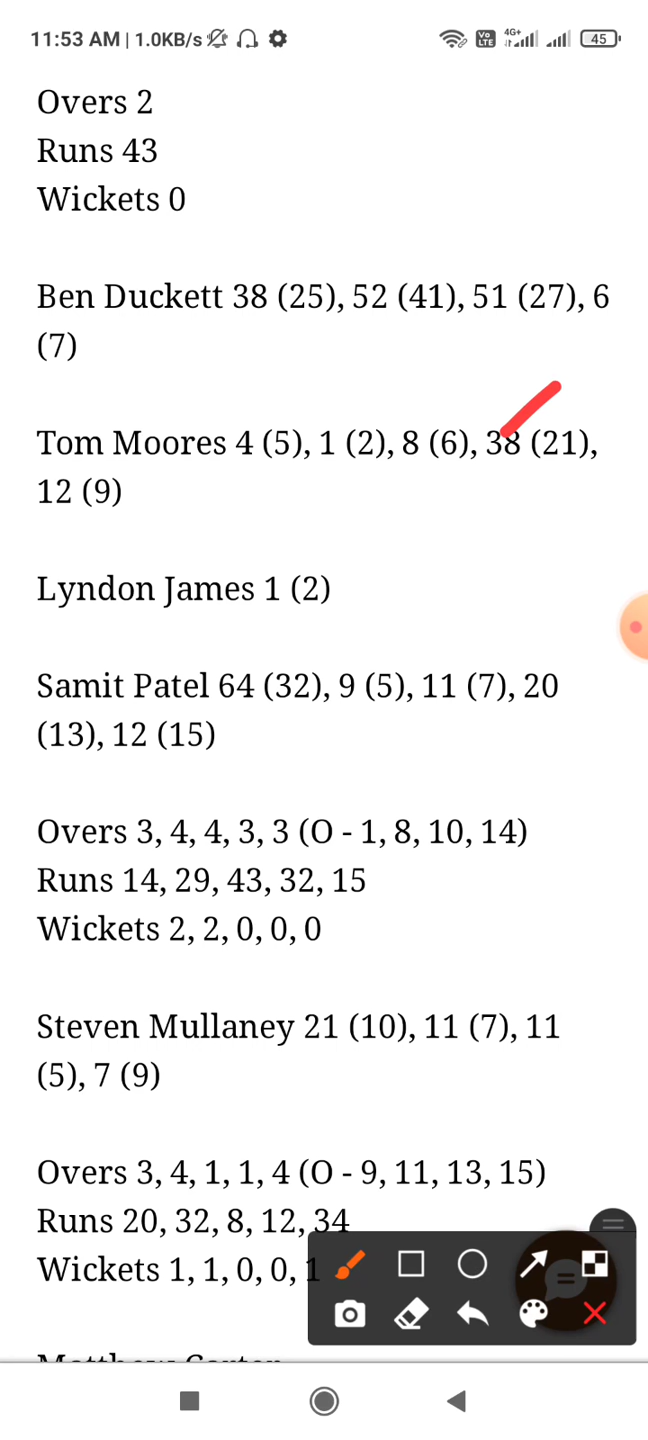 11:53 AM | 1.0KB/s
Vo LTE 4G+ 45
Overs 2
Runs 43
Wickets 0
Ben Duckett 38 (25), 52 (41), 51 (27), 6
(7)
Tom Moores 4 (5), 1 (2), 8 (6), 38 (21),
12 (9)
Lyndon James 1 (2)
Samit Patel 64 (32), 9 (5), 11 (7), 20
(13), 12 (15)
Overs 3, 4, 4, 3, 3 (O - 1, 8, 10, 14)
Runs 14, 29, 43, 32, 15
Wickets 2, 2, 0, 0, 0
Steven Mullaney 21 (10), 11 (7), 11
(5), 7 (9)
Overs 3, 4, 1, 1, 4 (O - 9, 11, 13, 15)
Runs 20, 32, 8, 12, 34
Wickets 1, 1, 0, 0, 1